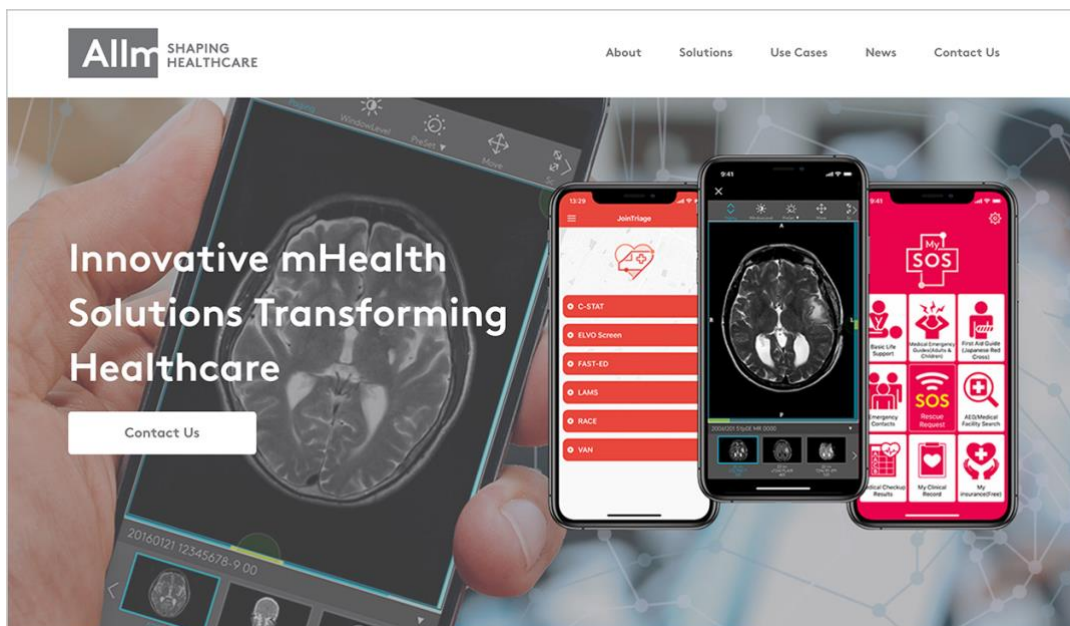 Allm SHAPING
HEALTHCARE
About Solutions Use Cases News Contact Us
Innovative mHealth
Solutions Transforming
Healthcare
Contact Us
WindowLevel
PreSet ▼
Move
20160121 12345678-9 00
13:29
JoinTriage
C-STAT
ELVO Screen
FAST-ED
LAMS
RACE
VAN
9:41
A
P
9:41
My
SOS
Basic Life
Support
Medical Emergency
Guides(Adults &
Children)
First Aid Guide
(Japanese Red
Cross)
Emergency
Contacts
SOS
Rescue
Request
AED/Medical
Facility Search
dical Checkup
Results
My Clinical
Record
My
insurance(Free)